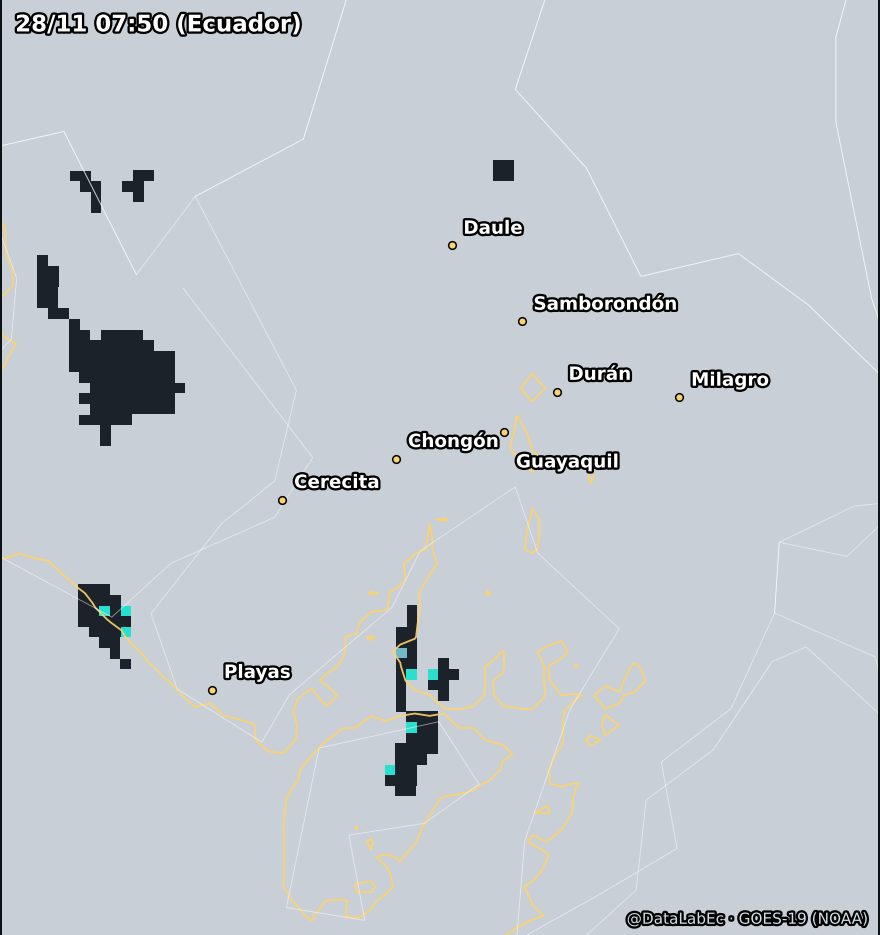 28/11 07:50 (Ecuador)
Daule
Samborondón
Durán
Milagro
Chongón
Guayaquil
Cerecita
Playas
@DataLabEc · GOES-19 (NOAA)